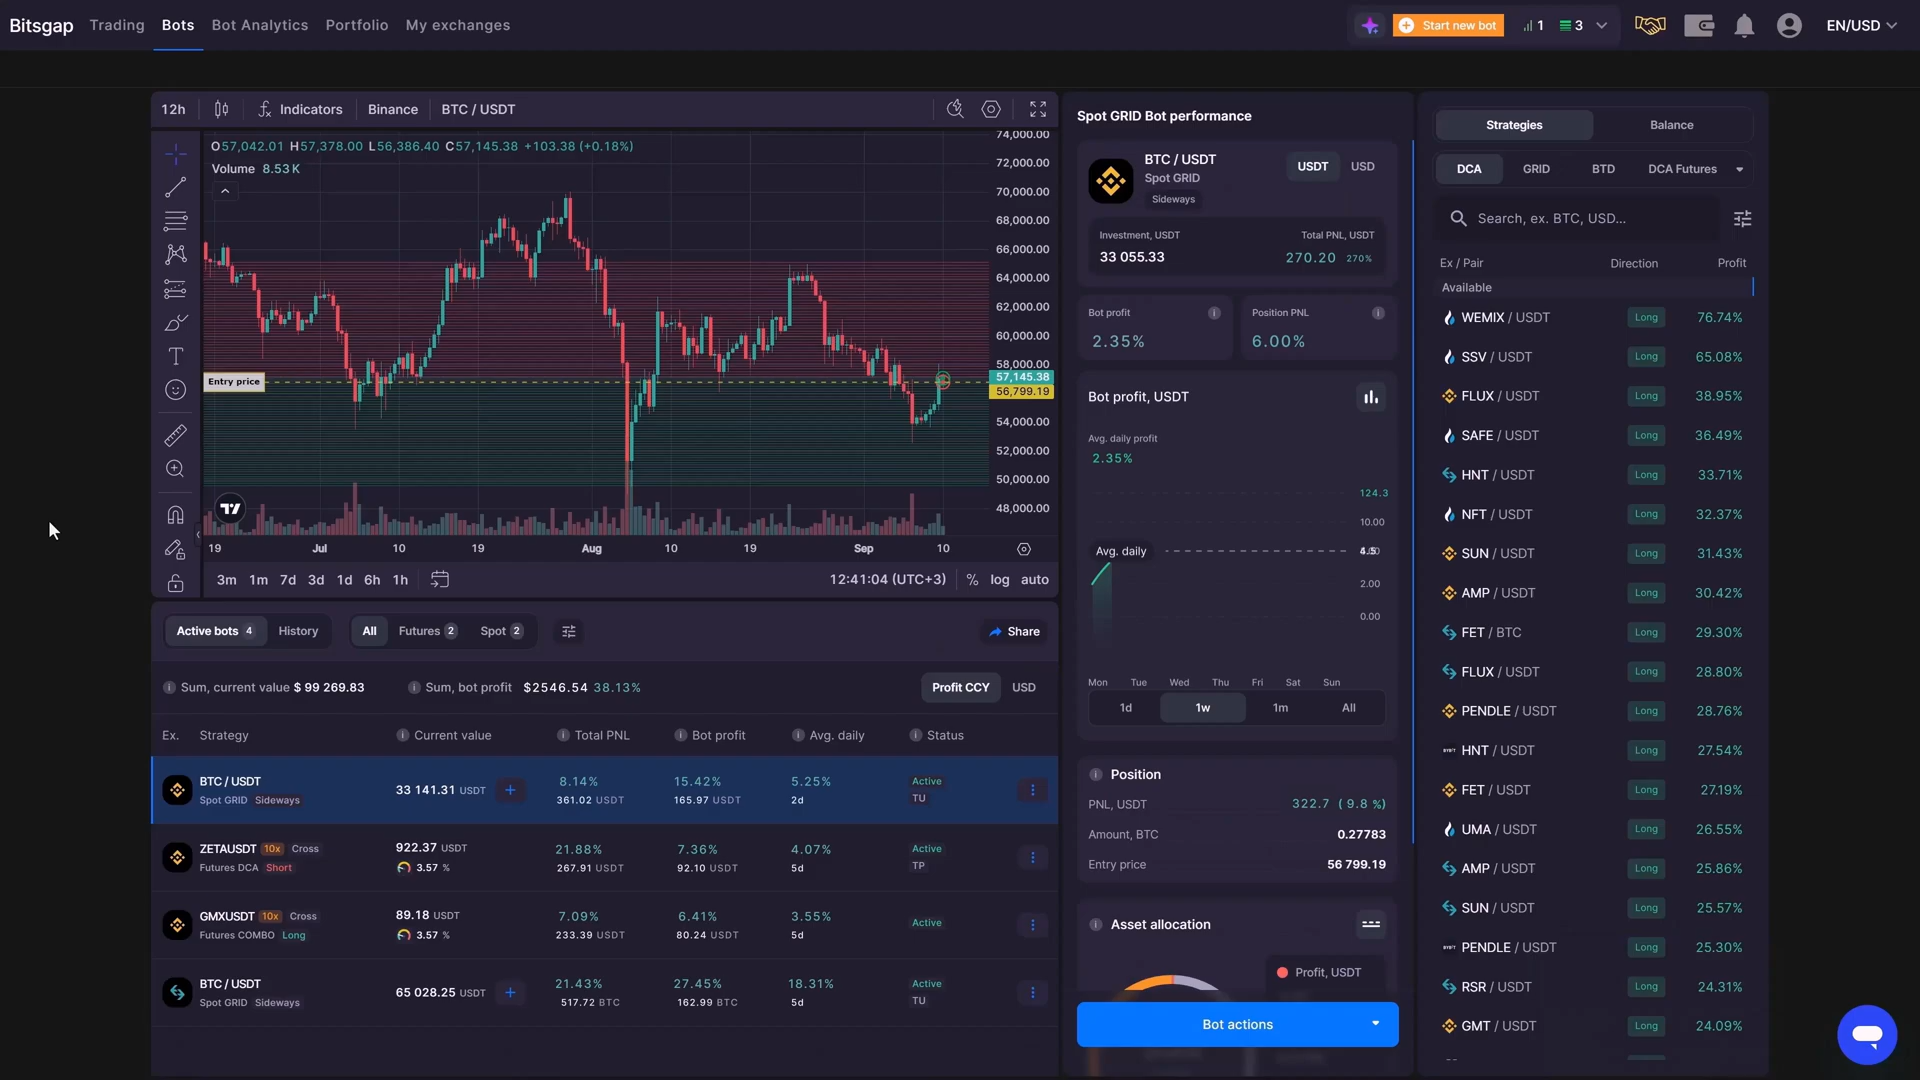 Bitsgap Trading Bots Bot Analytics Portfolio My exchanges Start new bot 1 3 EN/USD
12h Indicators Binance BTC / USDT
O57,042.01 H57,378.00 L56,386.40 C57,145.38 +103.38 (+0.18%)
Volume 8.53 K
74,000.00
72,000.00
70,000.00
68,000.00
66,000.00
64,000.00
62,000.00
60,000.00
58,000.00
57,145.38
56,799.19
54,000.00
52,000.00
50,000.00
48,000.00
Entry price
19 Jul 10 19 Aug 10 19 Sep 10
3m 1m 7d 3d 1d 6h 1h 12:41:04 (UTC+3) % log auto
Active bots 4 History All Futures 2 Spot 2 Share
Sum, current value $ 99 269.83 Sum, bot profit $2546.54 38.13% Profit CCY USD
Ex. Strategy Current value Total PNL Bot profit Avg. daily Status
BTC / USDT 33 141.31 USDT 8.14% 15.42% 5.25% Active
Spot GRID Sideways 361.02 USDT 165.97 USDT 2d TU
ZETAUSDT 10x Cross 922.37 USDT 21.88% 7.36% 4.07% Active
Futures DCA Short 3.57 % 267.91 USDT 92.10 USDT 5d TP
GMXUSDT 10x Cross 89.18 USDT 7.09% 6.41% 3.55% Active
Futures COMBO Long 3.57 % 233.39 USDT 80.24 USDT 5d
BTC / USDT 65 028.25 USDT 21.43% 27.45% 18.31% Active
Spot GRID Sideways 517.72 BTC 162.99 BTC 5d TU
Spot GRID Bot performance
BTC / USDT USDT USD
Spot GRID
Sideways
Investment, USDT Total PNL, USDT
33 055.33 270.20 270%
Bot profit Position PNL
2.35% 6.00%
Bot profit, USDT
Avg. daily profit
2.35%
124.3
10.00
Avg. daily
2.00
0.00
Mon Tue Wed Thu Fri Sat Sun
1d 1w 1m All
Position
PNL, USDT 322.7 ( 9.8 %)
Amount, BTC 0.27783
Entry price 56 799.19
Asset allocation
Profit, USDT
Bot actions
Strategies Balance
DCA GRID BTD DCA Futures
Search, ex. BTC, USD...
Ex / Pair Direction Profit
Available
WEMIX / USDT Long 76.74%
SSV / USDT Long 65.08%
FLUX / USDT Long 38.95%
SAFE / USDT Long 36.49%
HNT / USDT Long 33.71%
NFT / USDT Long 32.37%
SUN / USDT Long 31.43%
AMP / USDT Long 30.42%
FET / BTC Long 29.30%
FLUX / USDT Long 28.80%
PENDLE / USDT Long 28.76%
HNT / USDT Long 27.54%
FET / USDT Long 27.19%
UMA / USDT Long 26.55%
AMP / USDT Long 25.86%
SUN / USDT Long 25.57%
PENDLE / USDT Long 25.30%
RSR / USDT Long 24.31%
GMT / USDT Long 24.09%